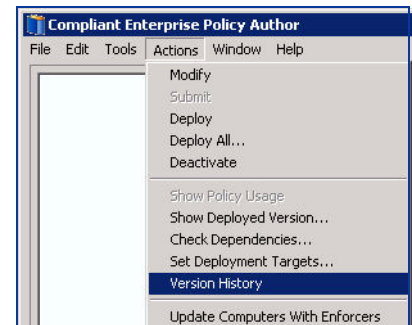 Compliant Enterprise Policy Author
File Edit Tools Actions Window Help
Modify
Submit
Deploy
Deploy All...
Deactivate
Show Policy Usage
Show Deployed Version...
Check Dependencies...
Set Deployment Targets...
Version History
Update Computers With Enforcers